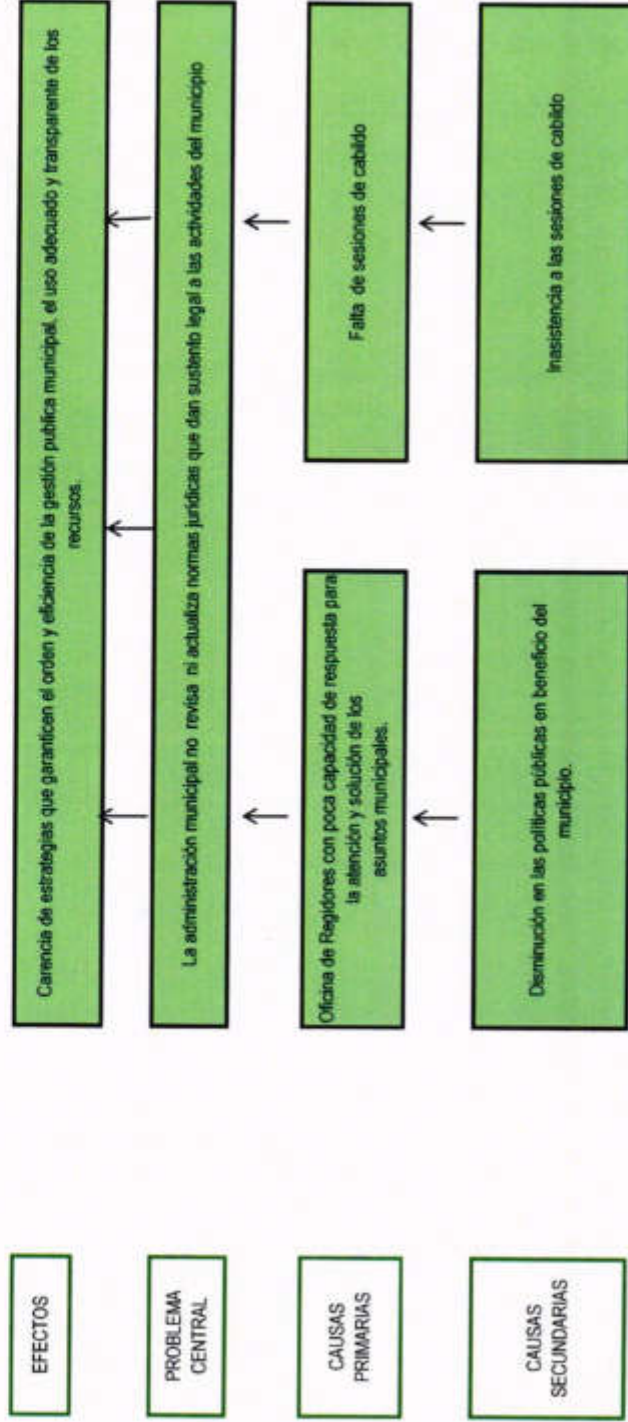 EFECTOS
Carencia de estrategias que garanticen el orden y eficiencia de la gestión publica municipal, el uso adecuado y transparente de los
recursos.
PROBLEMA
CENTRAL
La administración municipal no revisa ni actualiza normas jurídicas que dan sustento legal a las actividades del municipio
CAUSAS
PRIMARIAS
Oficina de Regidores con poca capacidad de respuesta para
la atención y solución de los
asuntos municipales.
Falta de sesiones de cabildo
CAUSAS
SECUNDARIAS
Disminución en las políticas públicas en beneficio del
municipio.
Inasistencia a las sesiones de cabildo